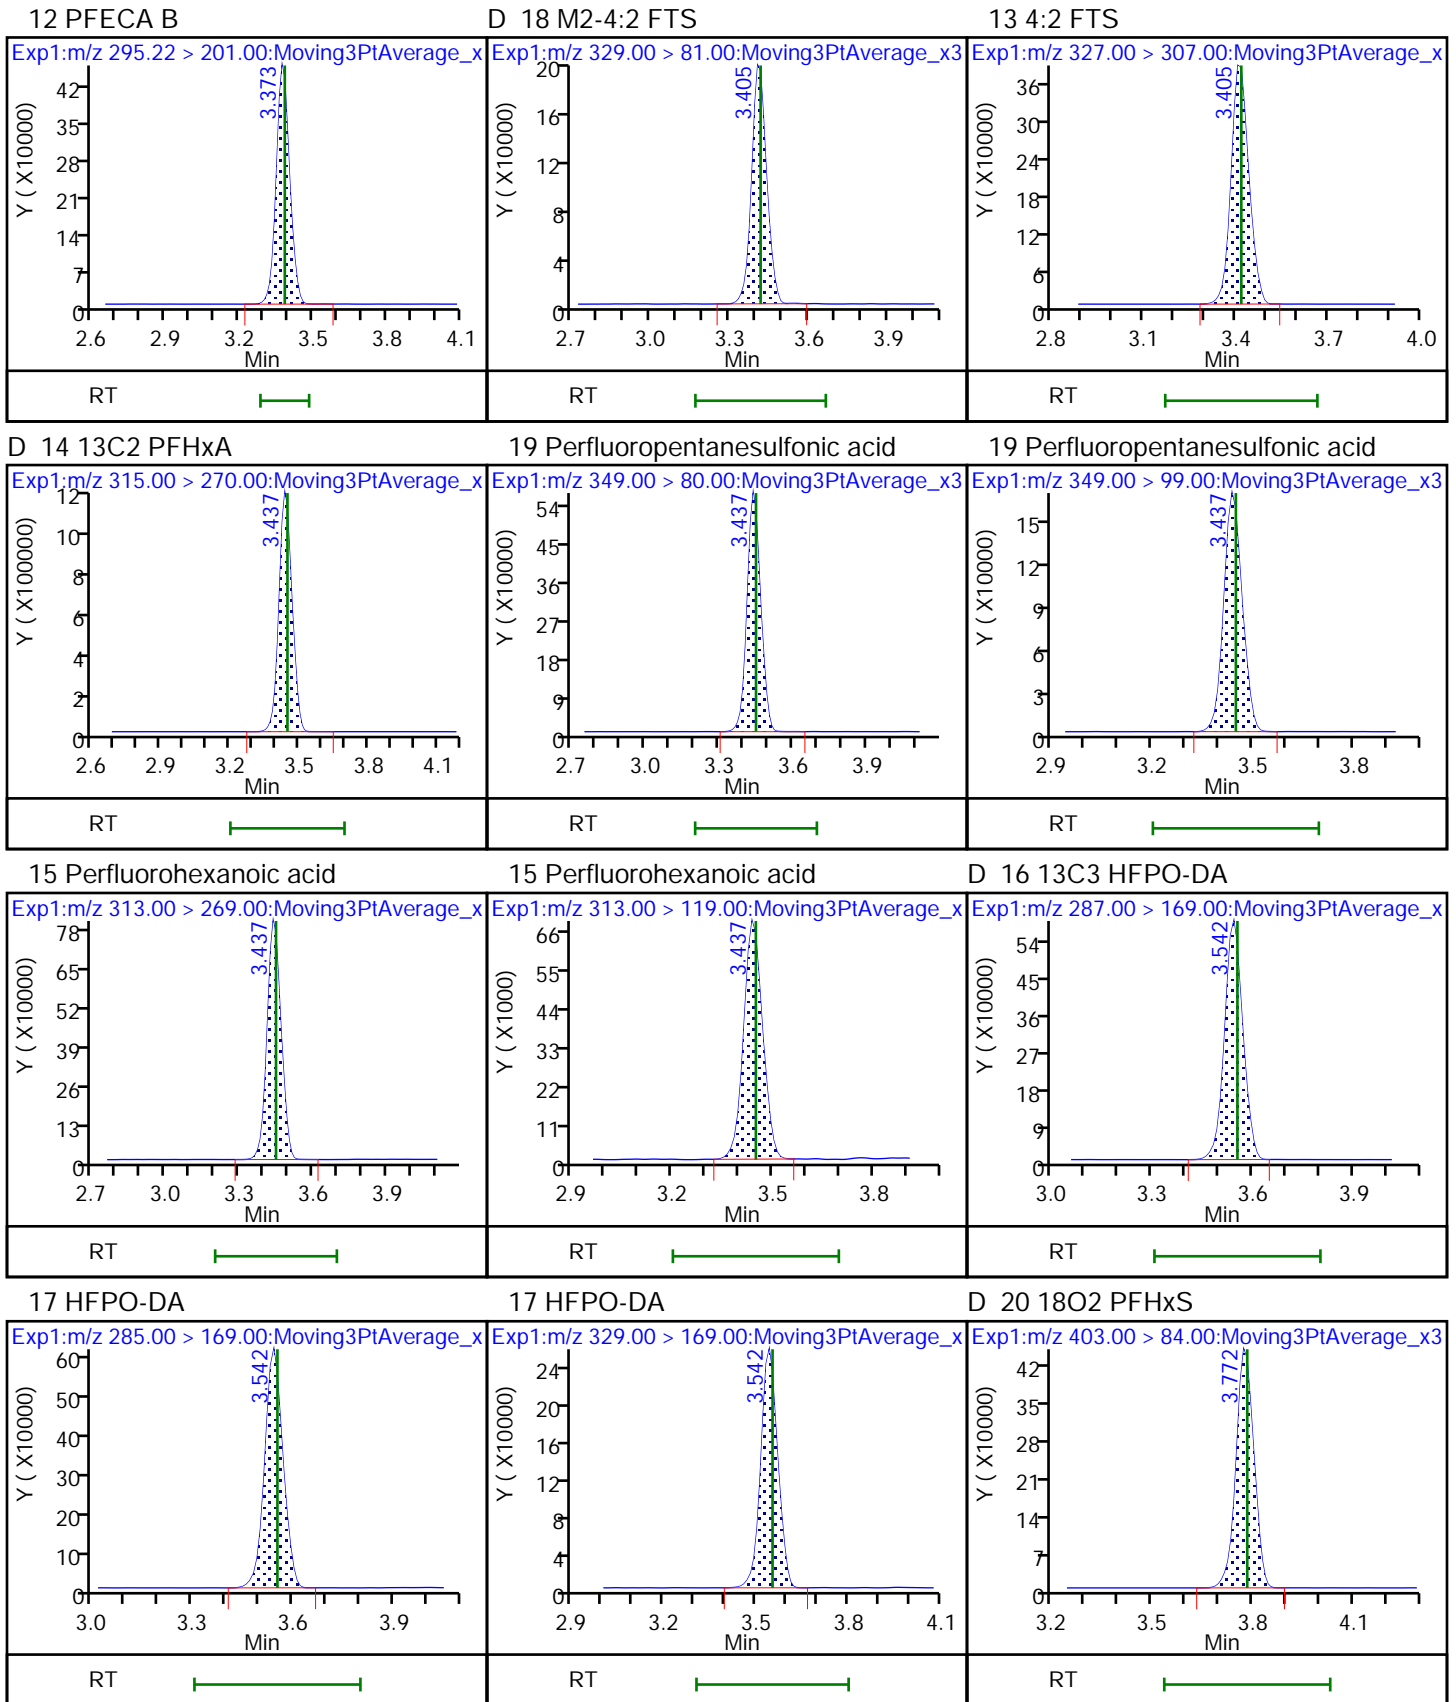 12 PFECA B
D 18 M2-4:2 FTS
13 4:2 FTS
Exp1:m/z 295.22 > 201.00:Moving3PtAverage_x
Exp1:m/z 329.00 > 81.00:Moving3PtAverage_x3
Exp1:m/z 327.00 > 307.00:Moving3PtAverage_x
3.373
3.405
3.405
Y ( X10000)
42
35
28
21
14
7
0
2.6 2.9 3.2 3.5 3.8 4.1
Min
RT
Y ( X10000)
20
16
12
8
4
0
2.7 3.0 3.3 3.6 3.9
Min
RT
Y ( X10000)
36
30
24
18
12
6
0
2.8 3.1 3.4 3.7 4.0
Min
RT
D 14 13C2 PFHxA
19 Perfluoropentanesulfonic acid
19 Perfluoropentanesulfonic acid
Exp1:m/z 315.00 > 270.00:Moving3PtAverage_x
Exp1:m/z 349.00 > 80.00:Moving3PtAverage_x3
Exp1:m/z 349.00 > 99.00:Moving3PtAverage_x3
3.437
3.437
3.437
Y ( X100000)
12
10
8
6
4
2
0
2.6 2.9 3.2 3.5 3.8 4.1
Min
RT
Y ( X10000)
54
45
36
27
18
9
0
2.7 3.0 3.3 3.6 3.9
Min
RT
Y ( X10000)
15
12
9
6
3
0
2.9 3.2 3.5 3.8
Min
RT
15 Perfluorohexanoic acid
15 Perfluorohexanoic acid
D 16 13C3 HFPO-DA
Exp1:m/z 313.00 > 269.00:Moving3PtAverage_x
Exp1:m/z 313.00 > 119.00:Moving3PtAverage_x
Exp1:m/z 287.00 > 169.00:Moving3PtAverage_x
3.437
3.437
3.542
Y ( X10000)
78
65
52
39
26
13
0
2.7 3.0 3.3 3.6 3.9
Min
RT
Y ( X1000)
66
55
44
33
22
11
0
2.9 3.2 3.5 3.8
Min
RT
Y ( X10000)
54
45
36
27
18
9
0
3.0 3.3 3.6 3.9
Min
RT
17 HFPO-DA
17 HFPO-DA
D 20 18O2 PFHxS
Exp1:m/z 285.00 > 169.00:Moving3PtAverage_x
Exp1:m/z 329.00 > 169.00:Moving3PtAverage_x
Exp1:m/z 403.00 > 84.00:Moving3PtAverage_x3
3.542
3.542
3.772
Y ( X10000)
60
50
40
30
20
10
0
3.0 3.3 3.6 3.9
Min
RT
Y ( X10000)
24
20
16
12
8
4
0
2.9 3.2 3.5 3.8 4.1
Min
RT
Y ( X10000)
42
35
28
21
14
7
0
3.2 3.5 3.8 4.1
Min
RT